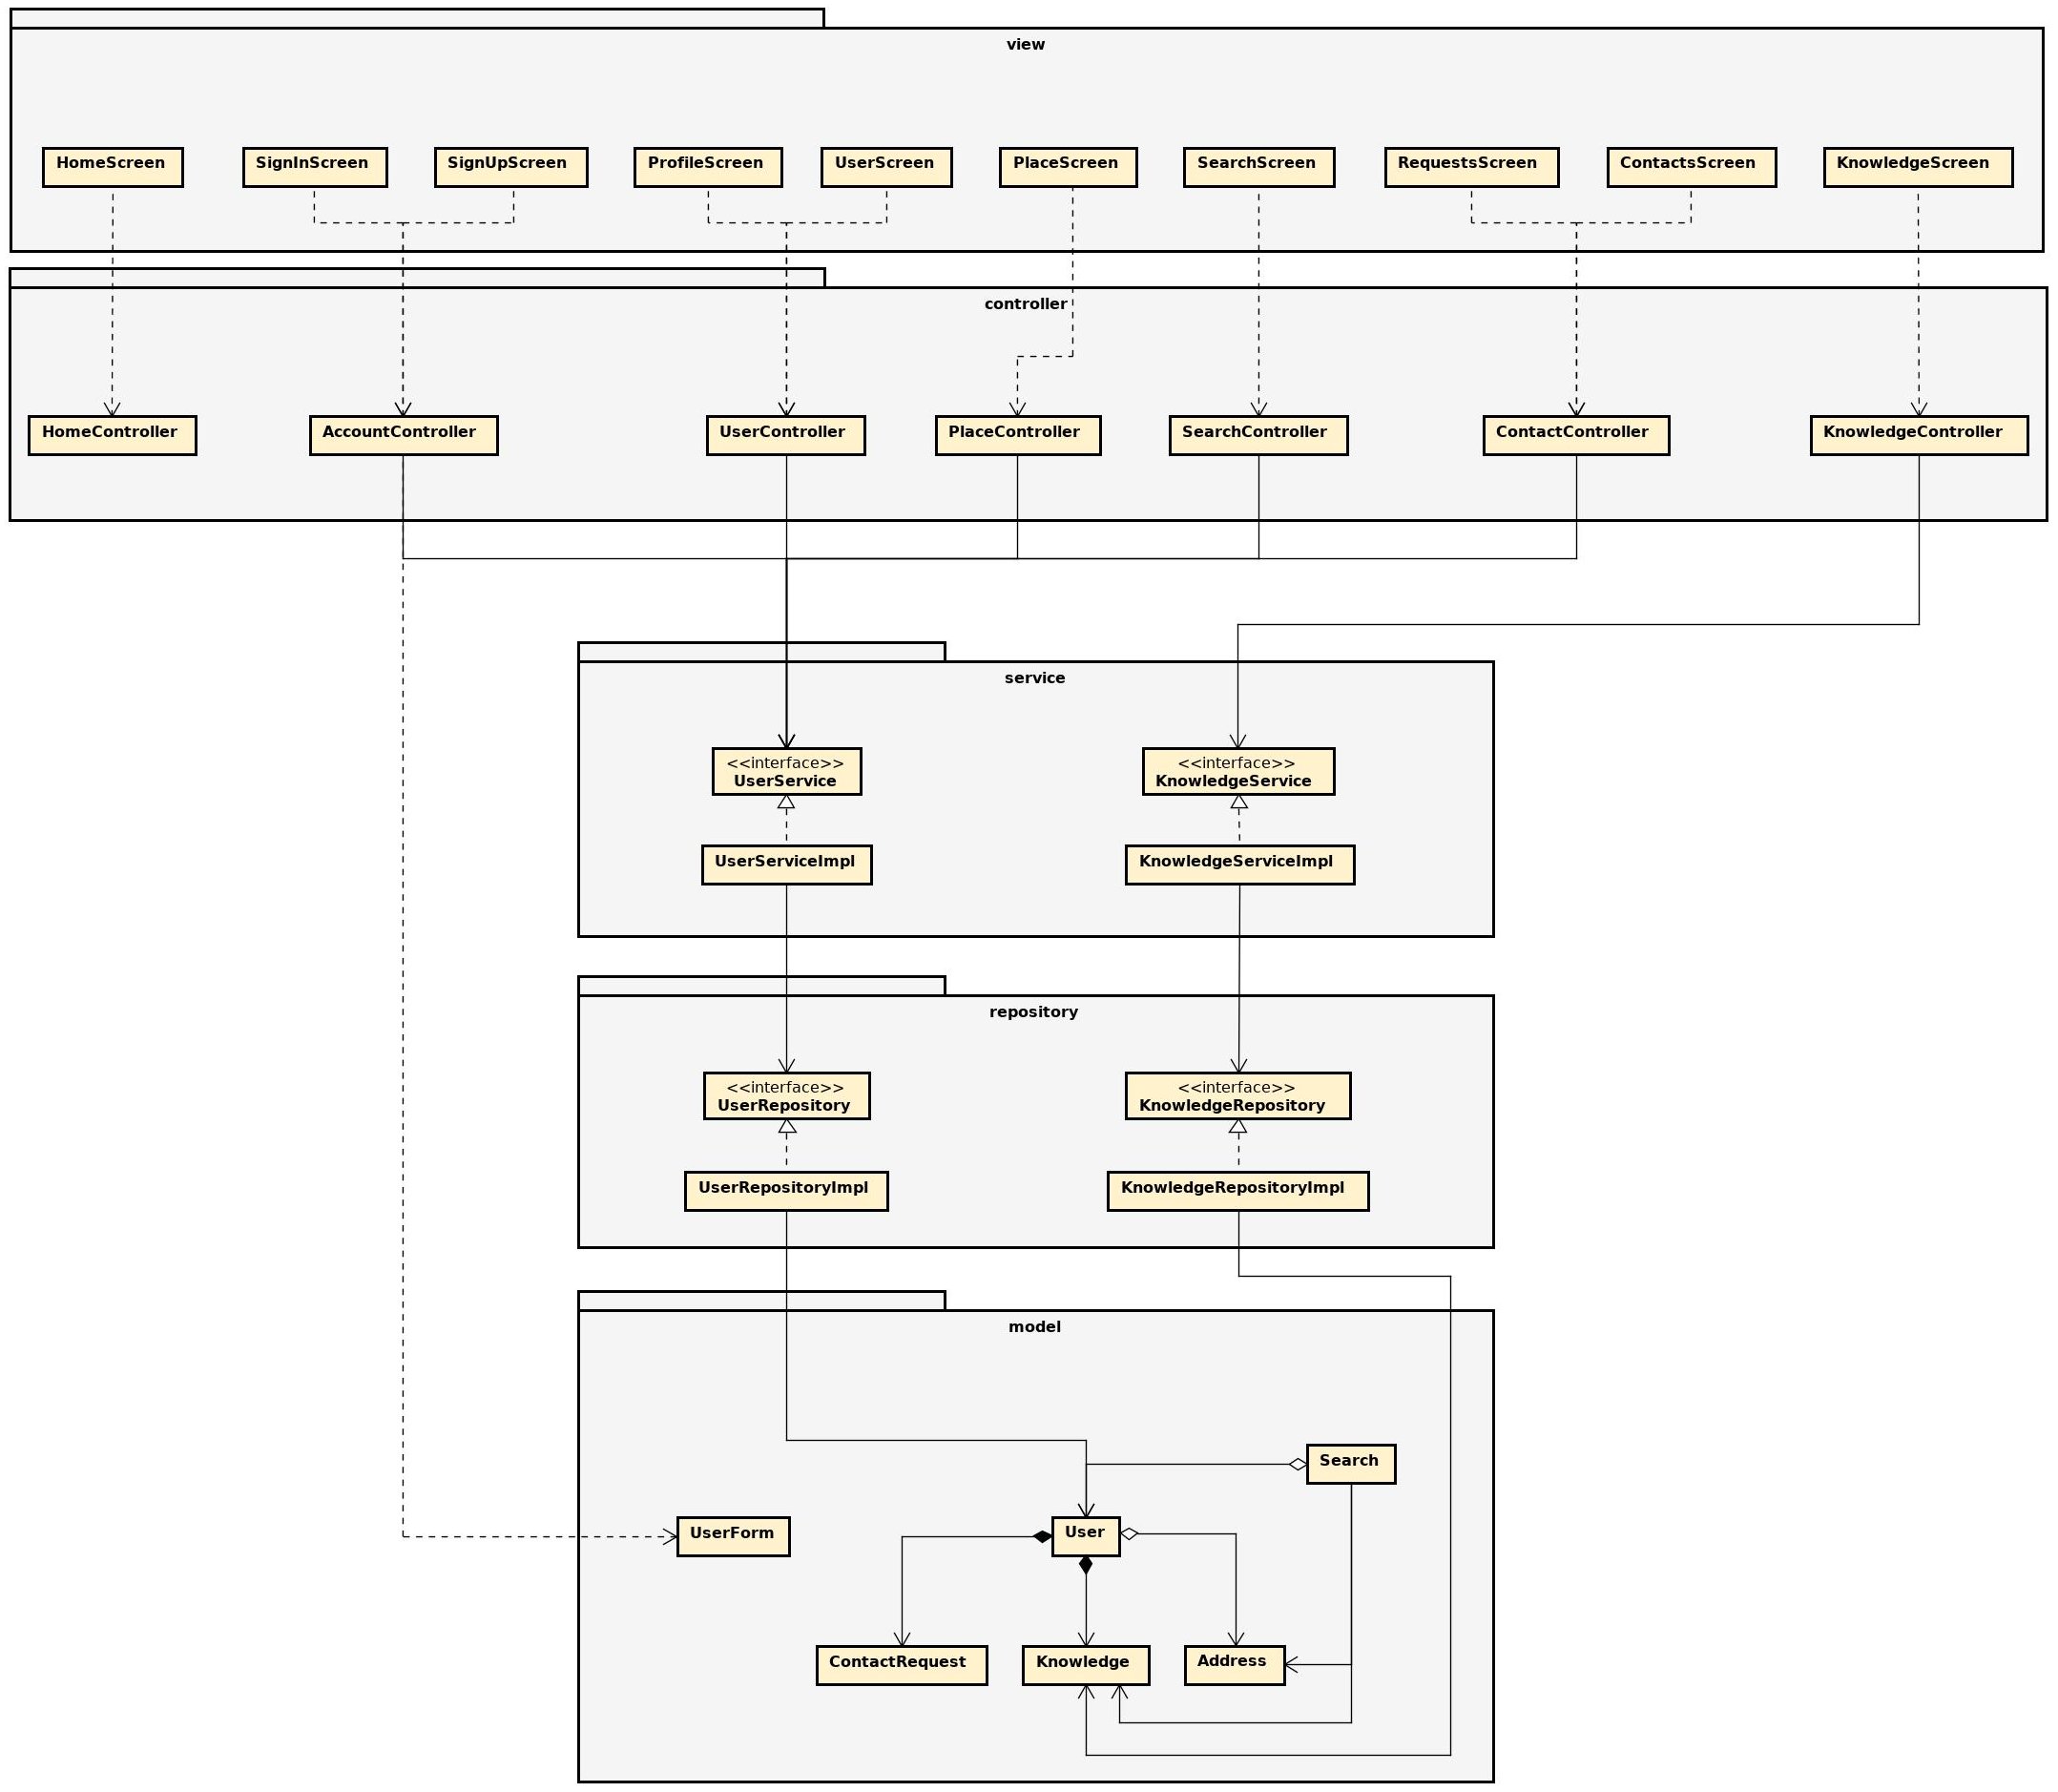 view
HomeScreen
SignInScreen
SignUpScreen
ProfileScreen
UserScreen
PlaceScreen
SearchScreen
RequestsScreen
ContactsScreen
KnowledgeScreen
controller
HomeController
AccountController
UserController
PlaceController
SearchController
ContactController
KnowledgeController
service
<<interface>>
UserService
<<interface>>
KnowledgeService
UserServiceImpl
KnowledgeServiceImpl
repository
<<interface>>
UserRepository
<<interface>>
KnowledgeRepository
UserRepositoryImpl
KnowledgeRepositoryImpl
model
Search
UserForm
User
ContactRequest
Knowledge
Address